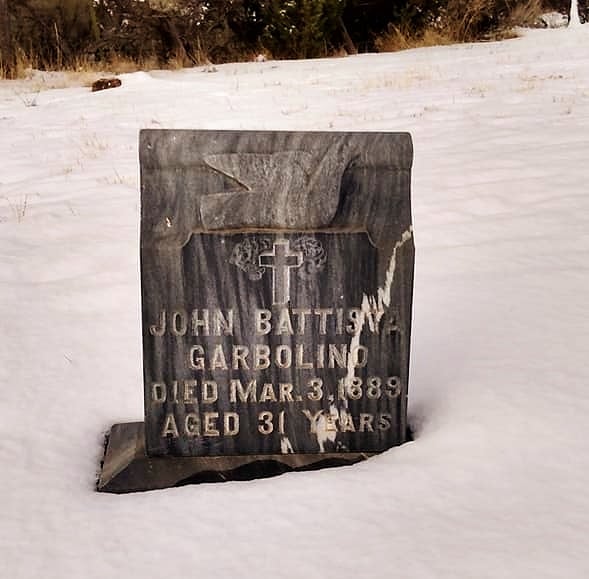 JOHN BATTISTA
GARBOLINO
DIED MAR. 3, 1889
AGED 31 YEARS